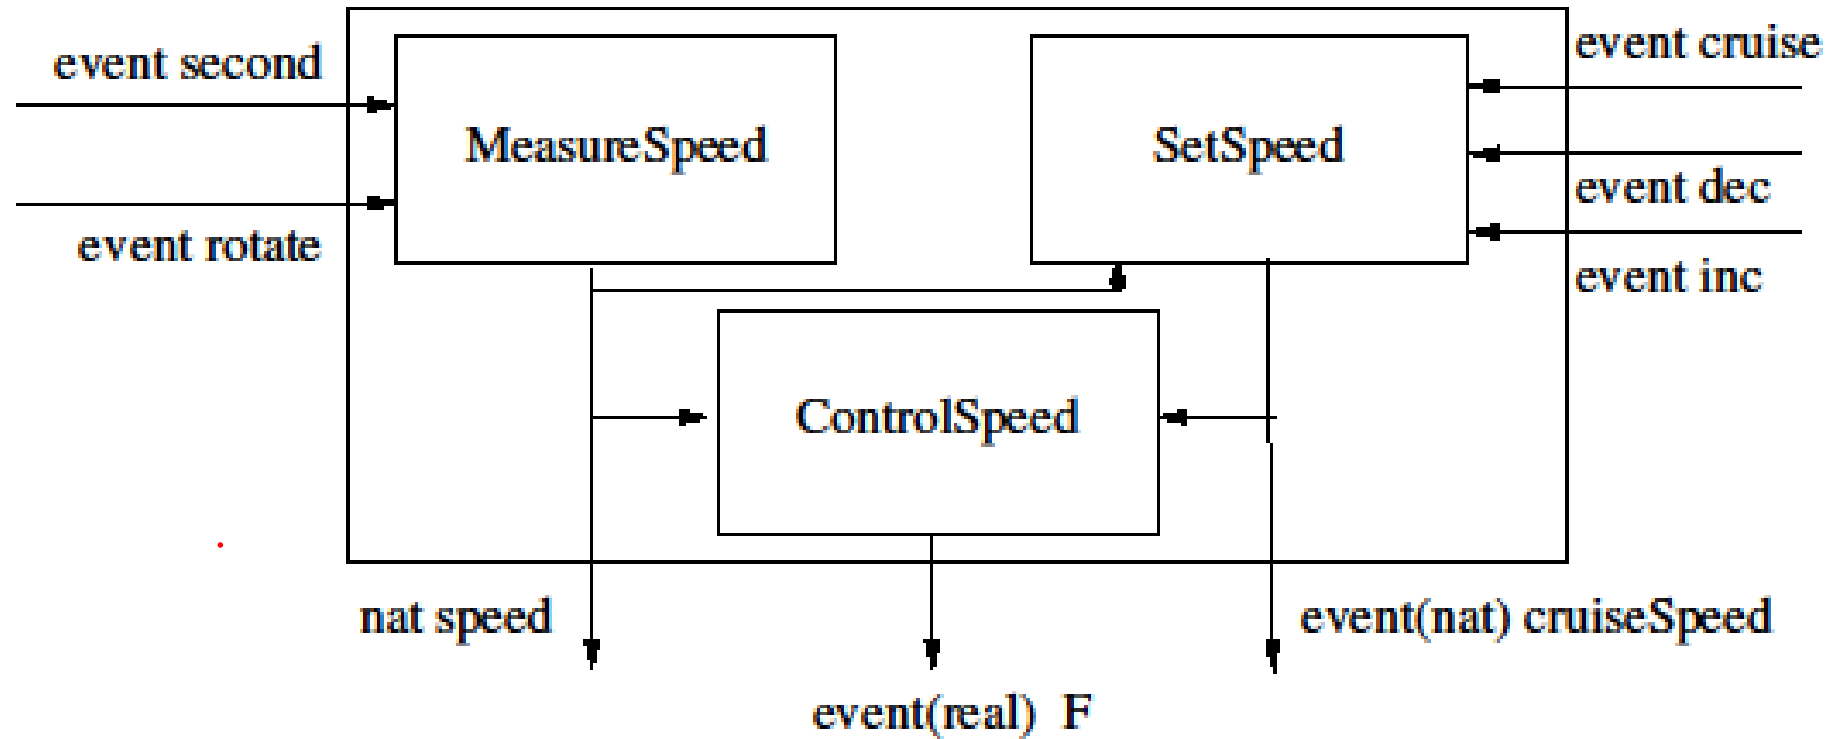 event second
event rotate
MeasureSpeed
SetSpeed
event cruise
event dec
event inc
ControlSpeed
nat speed
event(real) F
event(nat) cruiseSpeed